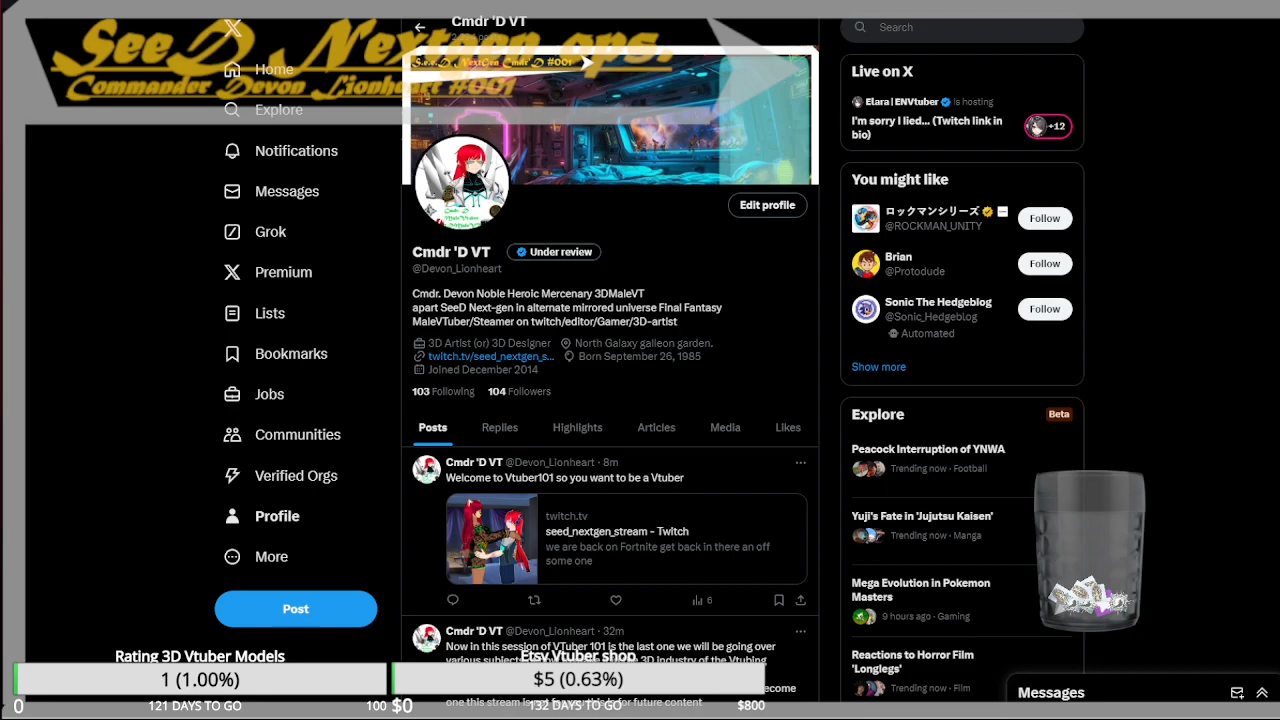 SeeD Nextgen ops.
Commander Devon Lionheart #001
Home
Explore
Notifications
Messages
Grok
Premium
Lists
Bookmarks
Jobs
Communities
Verified Orgs
Profile
More
Post
Cmdr 'D VT
SeeD NextGen Cmdr'D #001
Edit profile
Cmdr 'D VT
Under review
@Devon_Lionheart
Cmdr. Devon Noble Heroic Mercenary 3DMaleVT
apart SeeD Next-gen in alternate mirrored universe Final Fantasy
MaleVTuber/Steamer on twitch/editor/Gamer/3D-artist
3D Artist (or) 3D Designer North Galaxy galleon garden.
twitch.tv/seed_nextgen_s... Born September 26, 1985
Joined December 2014
103 Following 104 Followers
Posts Replies Highlights Articles Media Likes
Cmdr 'D VT @Devon_Lionheart · 8m
Welcome to Vtuber101 so you want to be a Vtuber
twitch.tv
seed_nextgen_stream - Twitch
we are back on Fortnite get back in there an off
some one
6
Cmdr 'D VT @Devon_Lionheart · 32m
Now in this session of VTuber 101 is the last one we will be going over
various subjects 3D industry of the Vtubing
become
one this stream is not for you this is for future content
Search
Live on X
Elara | ENVtuber is hosting
I'm sorry I lied... (Twitch link in
bio)
+12
You might like
ロックマンシリーズ
@ROCKMAN_UNITY
Follow
Brian
@Protodude
Follow
Sonic The Hedgeblog
@Sonic_Hedgeblog
Automated
Follow
Show more
Explore
Beta
Peacock Interruption of YNWA
Trending now · Football
Yuji's Fate in 'Jujutsu Kaisen'
Trending now · Manga
Mega Evolution in Pokemon
Masters
9 hours ago · Gaming
Reactions to Horror Film
'Longlegs'
Trending now · Film
Messages
Rating 3D Vtuber Models
1 (1.00%)
0 121 DAYS TO GO 100
Etsy Vtuber shop
$5 (0.63%)
$0 132 DAYS TO GO $800